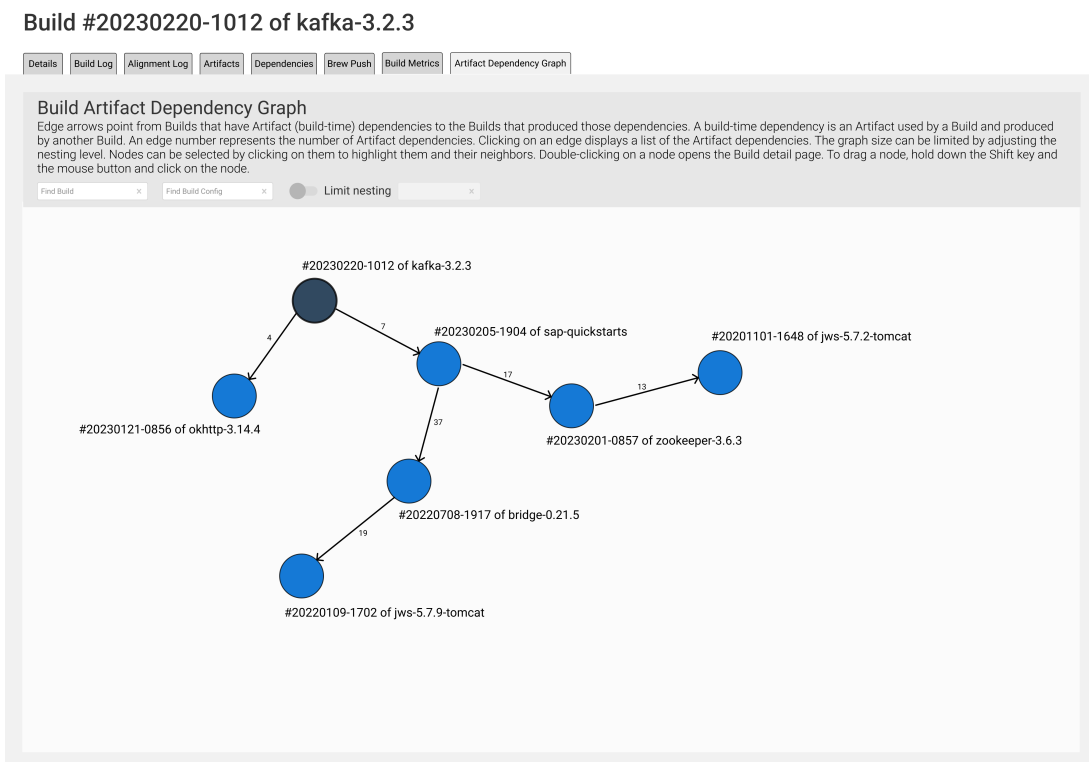 Build #20230220-1012 of kafka-3.2.3
Details
Build Log
Alignment Log
Artifacts
Dependencies
Brew Push
Build Metrics
Artifact Dependency Graph
Build Artifact Dependency Graph
Edge arrows point from Builds that have Artifact (build-time) dependencies to the Builds that produced those dependencies. A build-time dependency is an Artifact used by a Build and produced
by another Build. An edge number represents the number of Artifact dependencies. Clicking on an edge displays a list of the Artifact dependencies. The graph size can be limited by adjusting the
nesting level. Nodes can be selected by clicking on them to highlight them and their neighbors. Double-clicking on a node opens the Build detail page. To drag a node, hold down the Shift key and
the mouse button and click on the node.
Find Build x
Find Build Config x
Limit nesting
x
#20230220-1012 of kafka-3.2.3
7
4
#20230205-1904 of sap-quickstarts
#20201101-1648 of jws-5.7.2-tomcat
17
13
#20230121-0856 of okhttp-3.14.4
37
#20230201-0857 of zookeeper-3.6.3
#20220708-1917 of bridge-0.21.5
19
#20220109-1702 of jws-5.7.9-tomcat